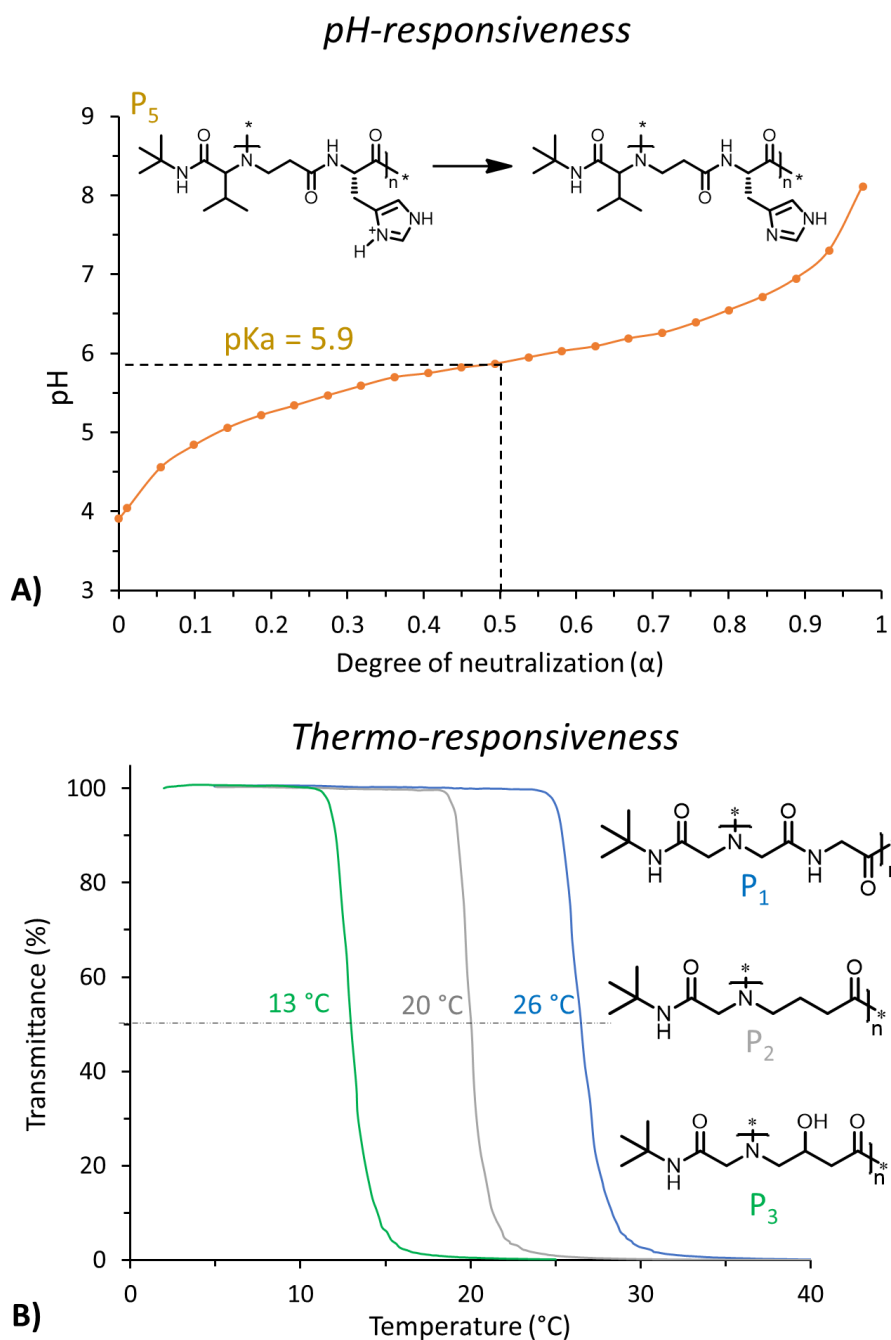 pH-responsiveness
P5
9
8
7
6
5
4
3
pH
pKa = 5.9
O
N
*
O
H
N
O
n
*
N
H
NH
N
+
H
O
N
*
O
H
N
O
n
*
N
H
NH
N
A)
0 0.1 0.2 0.3 0.4 0.5 0.6 0.7 0.8 0.9 1
Degree of neutralization (α)
Thermo-responsiveness
100
80
60
40
20
0
Transmittance (%)
13 °C
20 °C
26 °C
O
N
H
N
*
O
N
H
O
P1
O
N
H
N
*
O
n
*
P2
O
N
H
N
*
OH
O
n
*
P3
0 10 20 30 40
Temperature (°C)
B)